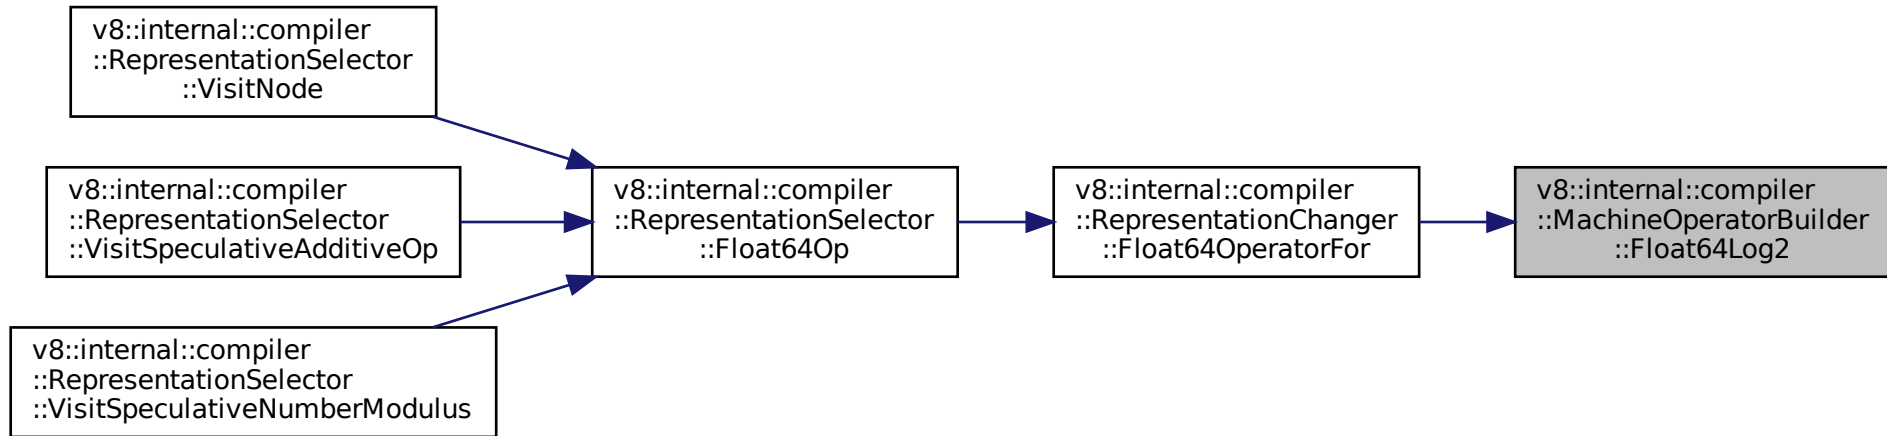 v8::internal::compiler
::RepresentationSelector
::VisitNode
v8::internal::compiler
::RepresentationSelector
::VisitSpeculativeAdditiveOp
v8::internal::compiler
::RepresentationSelector
::VisitSpeculativeNumberModulus
v8::internal::compiler
::RepresentationSelector
::Float64Op
v8::internal::compiler
::RepresentationChanger
::Float64OperatorFor
v8::internal::compiler
::MachineOperatorBuilder
::Float64Log2